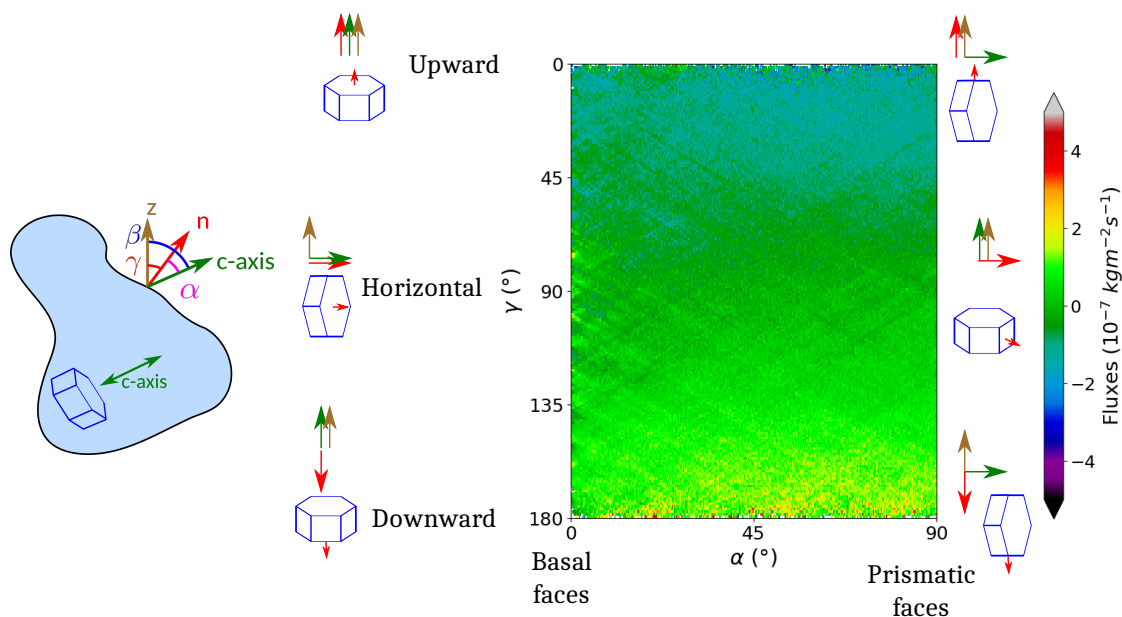 Upward
z
n
β
γ
c-axis
α
c-axis
Horizontal
Downward
0
45
90
135
180
γ (°)
0
45
90
α (°)
Basal
faces
Prismatic
faces
4
2
0
−2
−4
Fluxes (10⁻⁷ kgm⁻²s⁻¹)